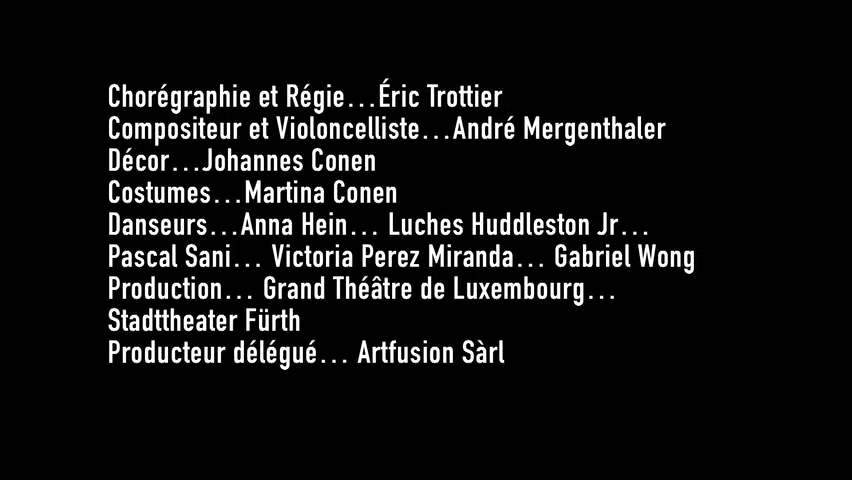 Chorégraphie et Régie...Éric Trottier
Compositeur et Violoncelliste...André Mergenthaler
Décor...Johannes Conen
Costumes...Martina Conen
Danseurs...Anna Hein... Luches Huddleston Jr...
Pascal Sani... Victoria Perez Miranda... Gabriel Wong
Production... Grand Théâtre de Luxembourg...
Stadttheater Fürth
Producteur délégué... Artfusion Sàrl